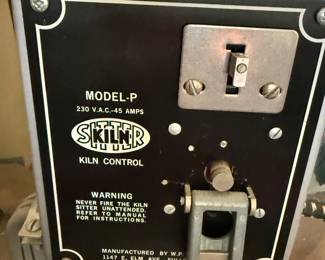 MODEL-P
230 V.A.C.-45 AMPS
KILN
SITTER
KILN CONTROL
WARNING
NEVER FIRE THE KILN
SITTER UNATTENDED.
REFER TO MANUAL
FOR INSTRUCTIONS.
MANUFACTURED BY W.P.
1147 E. ELM AVE.